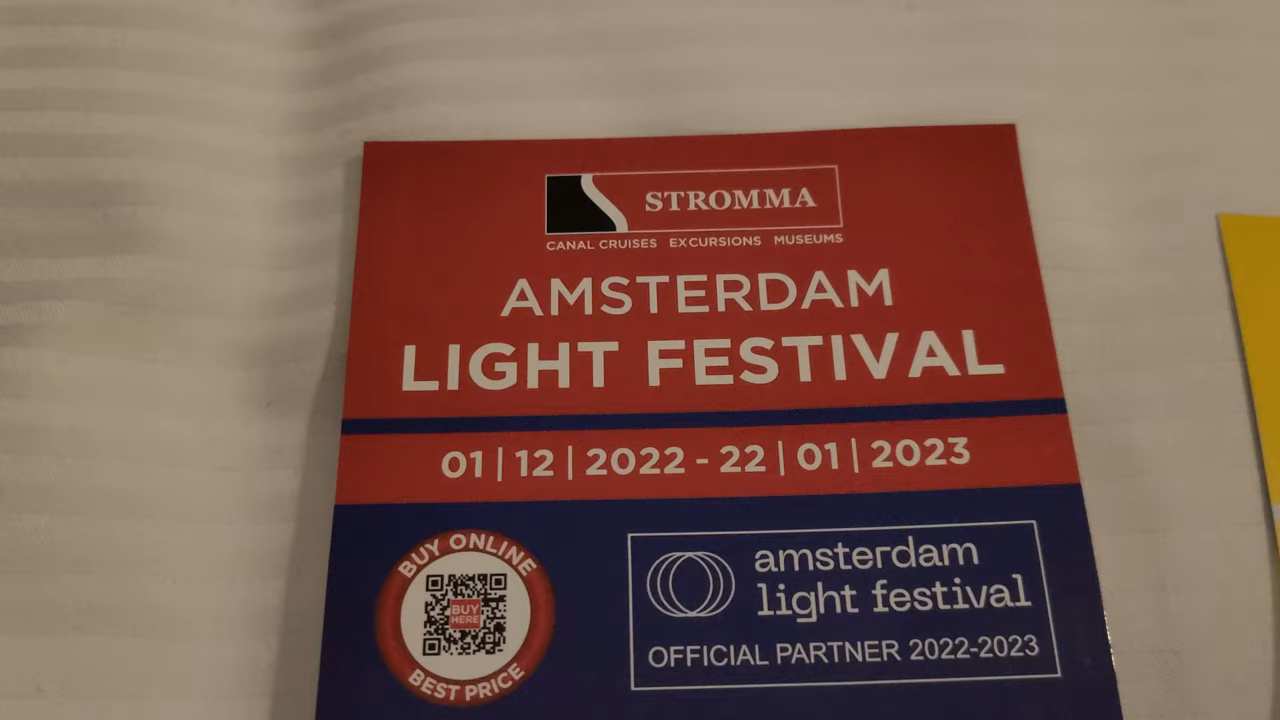 STROMMA
CANAL CRUISES EXCURSIONS MUSEUMS
AMSTERDAM
LIGHT FESTIVAL
01 | 12 | 2022 - 22 | 01 | 2023
BUY ONLINE
BUY
HERE
BEST PRICE
amsterdam
light festival
OFFICIAL PARTNER 2022-2023